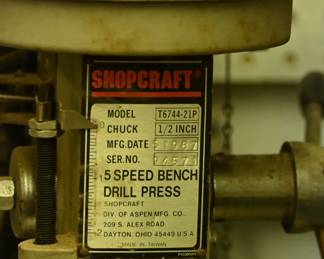 SHOPCRAFT®
MODEL T6744-21P
CHUCK 1/2 INCH
MFG.DATE
SER.NO. 94571
5 SPEED BENCH
DRILL PRESS
SHOPCRAFT
DIV. OF ASPEN MFG. CO.
209 S. ALEX ROAD
DAYTON, OHIO 45449 U.S.A
MADE IN TAIWAN